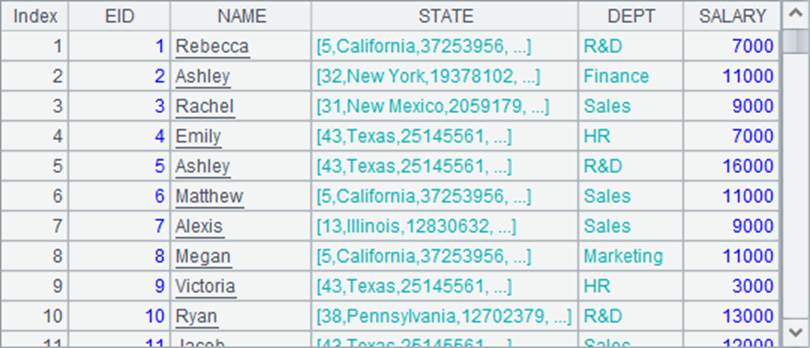 Index EID NAME STATE DEPT SALARY
1 1 Rebecca [5,California,37253956, ...] R&D 7000
2 2 Ashley [32,New York,19378102, ...] Finance 11000
3 3 Rachel [31,New Mexico,2059179, ...] Sales 9000
4 4 Emily [43,Texas,25145561, ...] HR 7000
5 5 Ashley [43,Texas,25145561, ...] R&D 16000
6 6 Matthew [5,California,37253956, ...] Sales 11000
7 7 Alexis [13,Illinois,12830632, ...] Sales 9000
8 8 Megan [5,California,37253956, ...] Marketing 11000
9 9 Victoria [43,Texas,25145561, ...] HR 3000
10 10 Ryan [38,Pennsylvania,12702379, ...] R&D 13000
11 11 Jacob [43,Texas,25145561, ...] Sales 12000